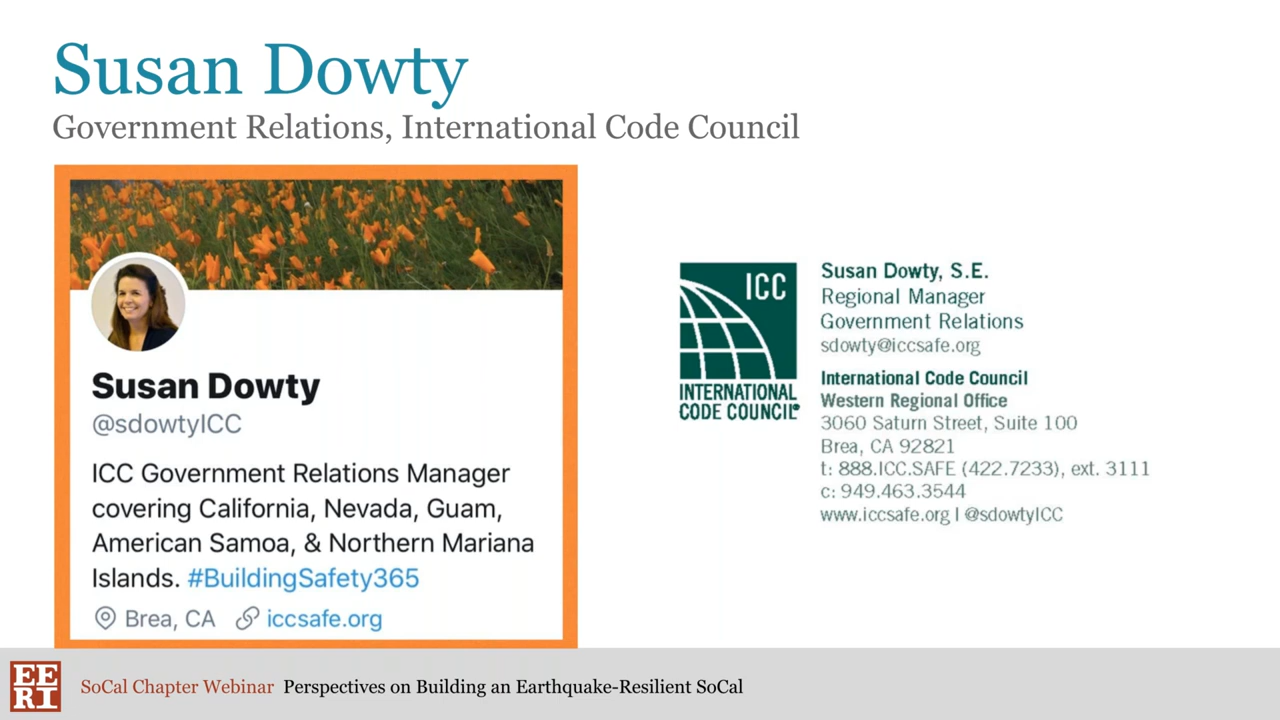 Susan Dowty
Government Relations, International Code Council
Susan Dowty
@sdowtyICC
ICC Government Relations Manager
covering California, Nevada, Guam,
American Samoa, & Northern Mariana
Islands. #BuildingSafety365
Brea, CA iccsafe.org
ICC
INTERNATIONAL
CODE COUNCIL®
Susan Dowty, S.E.
Regional Manager
Government Relations
sdowty@iccsafe.org
International Code Council
Western Regional Office
3060 Saturn Street, Suite 100
Brea, CA 92821
t: 888.ICC.SAFE (422.7233), ext. 3111
c: 949.463.3544
www.iccsafe.org | @sdowtyICC
EE
RI
SoCal Chapter Webinar Perspectives on Building an Earthquake-Resilient SoCal